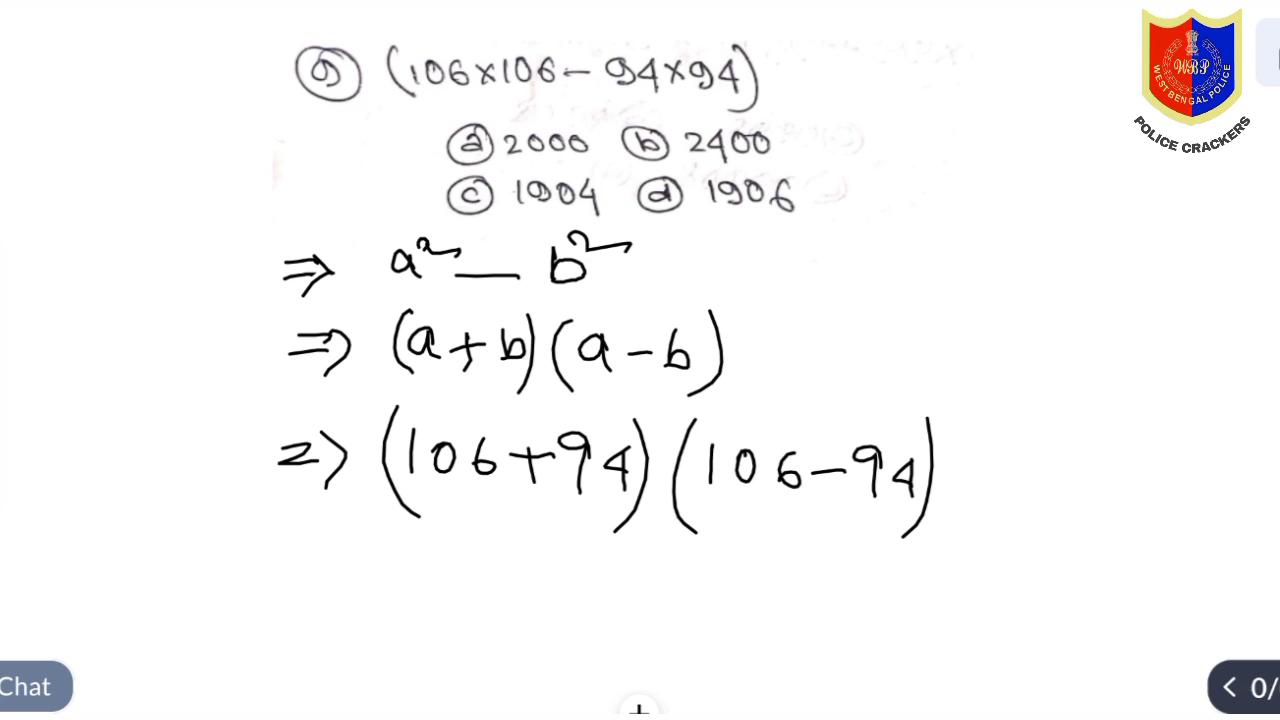 (106×106 - 94×94)
ⓐ 2000 ⓑ 2400
ⓒ 1904 ⓓ 1906
⇒ a² - b²
⇒ (a+b)(a-b)
=> (106+94)(106-94)
WBP
WEST BENGAL POLICE
POLICE CRACKERS
Chat
< 0/
+